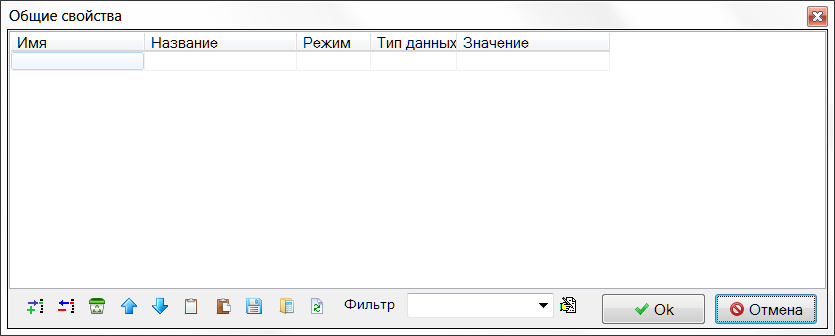 Общие свойства
Имя Название Режим Тип данных Значение
Фильтр Ok Отмена